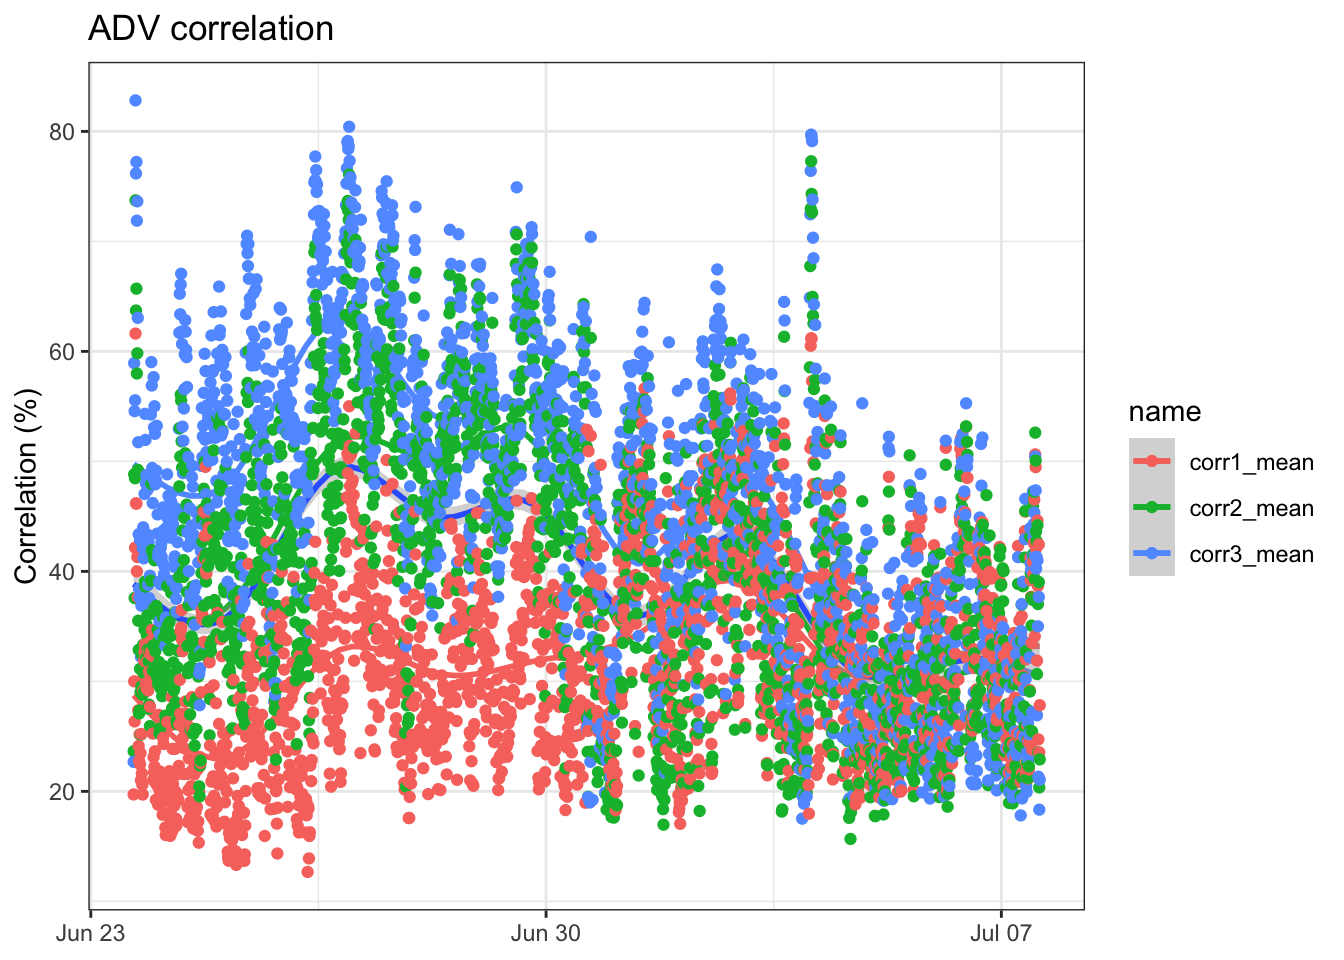 ADV correlation
Correlation (%)
80
60
40
20
Jun 23
Jun 30
Jul 07
name
corr1_mean
corr2_mean
corr3_mean